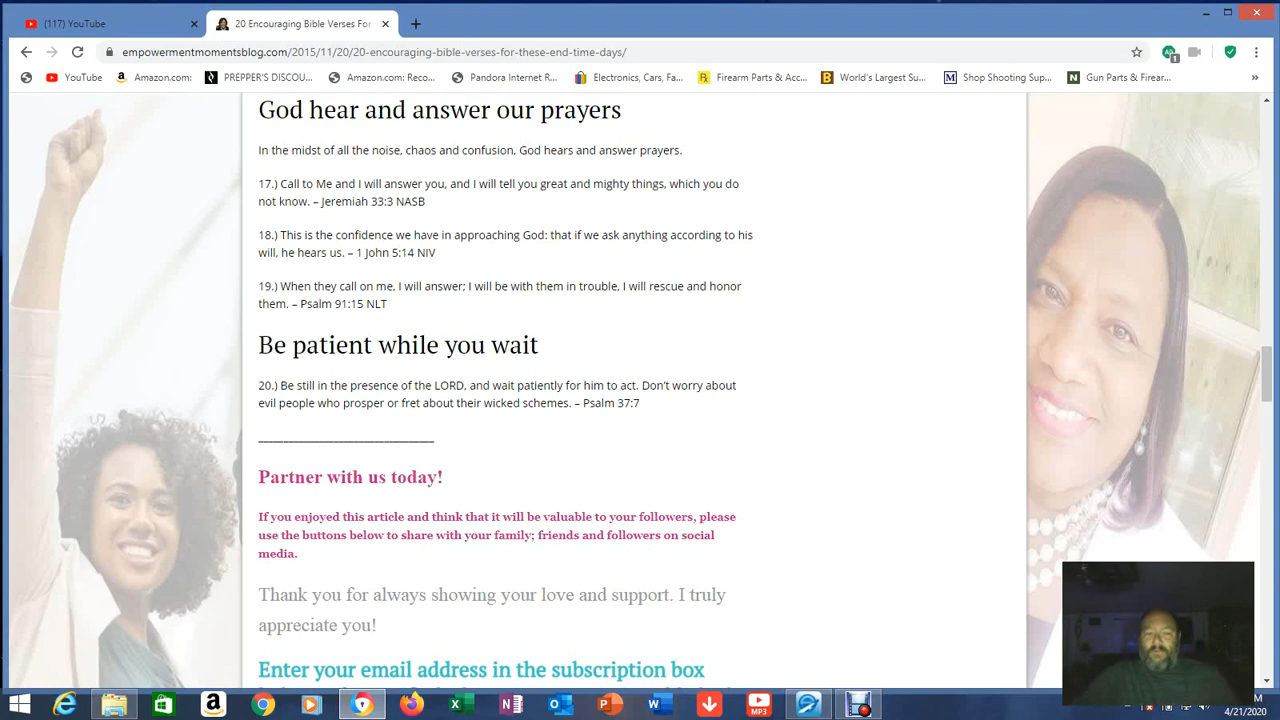 (117) YouTube
20 Encouraging Bible Verses For
empowermentmomentsblog.com/2015/11/20/20-encouraging-bible-verses-for-these-end-time-days/
YouTube
Amazon.com:
PREPPER'S DISCOU...
Amazon.com: Reco...
Pandora Internet R...
Electronics, Cars, Fa...
Firearm Parts & Acc...
World's Largest Su...
Shop Shooting Sup...
Gun Parts & Firear...
God hear and answer our prayers
In the midst of all the noise, chaos and confusion, God hears and answer prayers.
17.) Call to Me and I will answer you, and I will tell you great and mighty things, which you do
not know. – Jeremiah 33:3 NASB
18.) This is the confidence we have in approaching God: that if we ask anything according to his
will, he hears us. – 1 John 5:14 NIV
19.) When they call on me, I will answer; I will be with them in trouble, I will rescue and honor
them. – Psalm 91:15 NLT
Be patient while you wait
20.) Be still in the presence of the LORD, and wait patiently for him to act. Don't worry about
evil people who prosper or fret about their wicked schemes. – Psalm 37:7
Partner with us today!
If you enjoyed this article and think that it will be valuable to your followers, please
use the buttons below to share with your family; friends and followers on social
media.
Thank you for always showing your love and support. I truly
appreciate you!
Enter your email address in the subscription box
4/21/2020